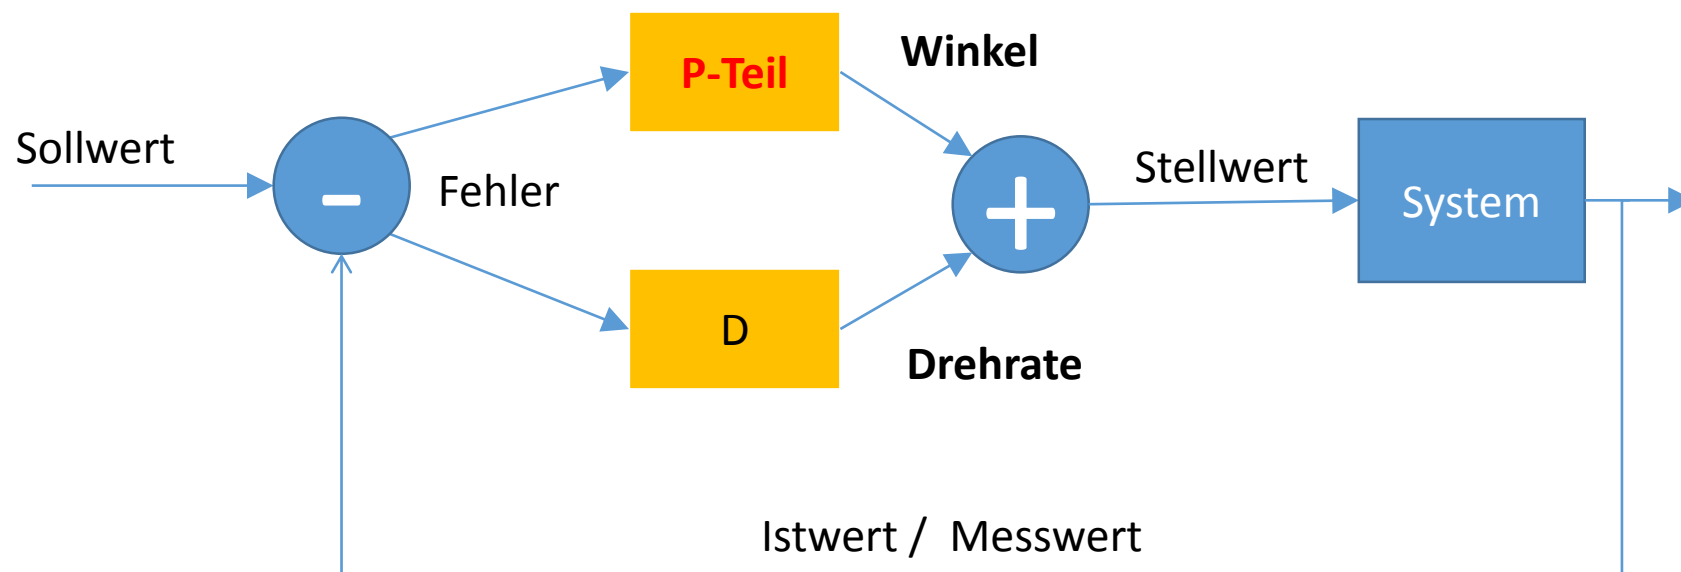 Sollwert
-
Fehler
P-Teil
Winkel
D
Drehrate
+
Stellwert
System
Istwert / Messwert